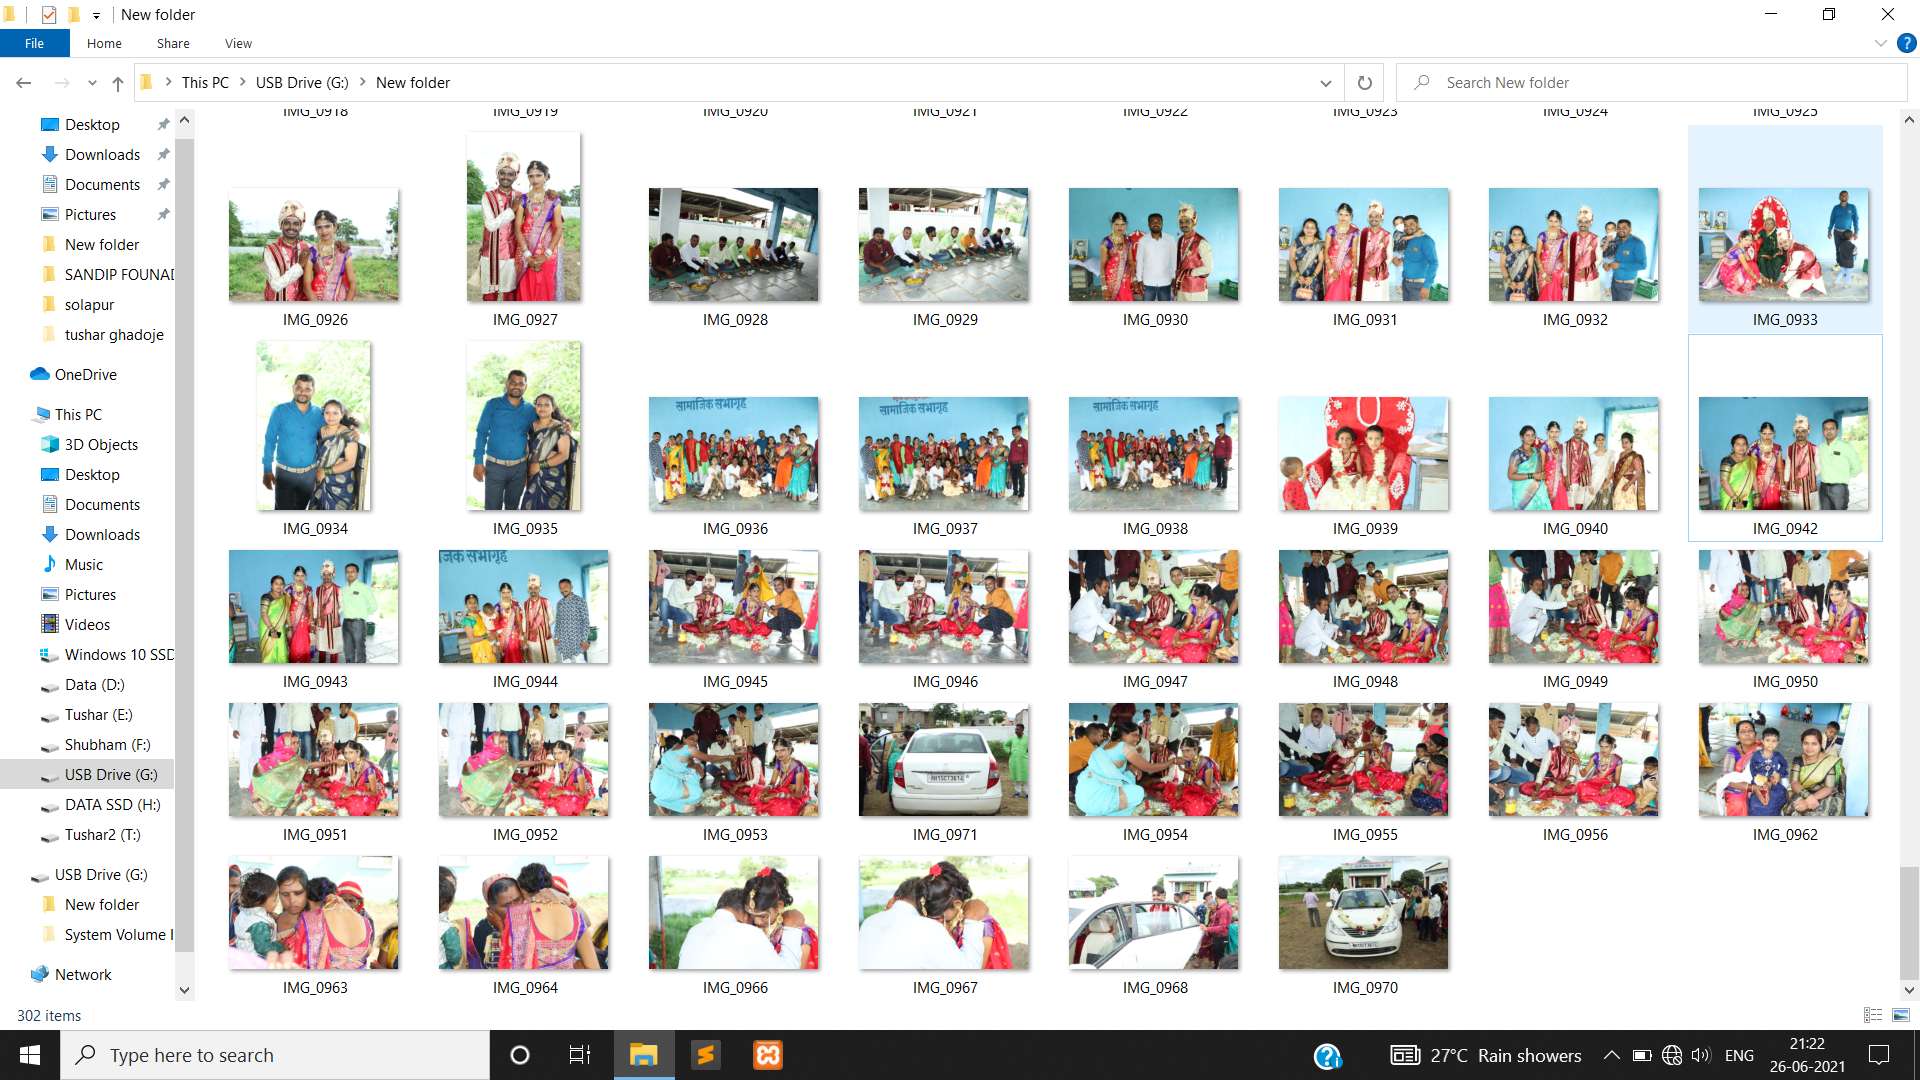 New folder
File Home Share View
This PC USB Drive (G:) New folder
Search New folder
Desktop
Downloads
Documents
Pictures
New folder
SANDIP FOUNAD
solapur
tushar ghadoje
OneDrive
This PC
3D Objects
Desktop
Documents
Downloads
Music
Pictures
Videos
Windows 10 SSD
Data (D:)
Tushar (E:)
Shubham (F:)
USB Drive (G:)
DATA SSD (H:)
Tushar2 (T:)
USB Drive (G:)
New folder
System Volume I
Network
IMG_0918 IMG_0919 IMG_0920 IMG_0921 IMG_0922 IMG_0923 IMG_0924 IMG_0925
IMG_0926 IMG_0927 IMG_0928 IMG_0929 IMG_0930 IMG_0931 IMG_0932 IMG_0933
सामाजिक सभागृह सामाजिक सभागृह सामाजिक सभागृह
IMG_0934 IMG_0935 IMG_0936 IMG_0937 IMG_0938 IMG_0939 IMG_0940 IMG_0942
जिक सभागृह
IMG_0943 IMG_0944 IMG_0945 IMG_0946 IMG_0947 IMG_0948 IMG_0949 IMG_0950
IMG_0951 IMG_0952 IMG_0953 IMG_0971 IMG_0954 IMG_0955 IMG_0956 IMG_0962
IMG_0963 IMG_0964 IMG_0966 IMG_0967 IMG_0968 IMG_0970
302 items
Type here to search
27°C Rain showers
ENG
21:22
26-06-2021